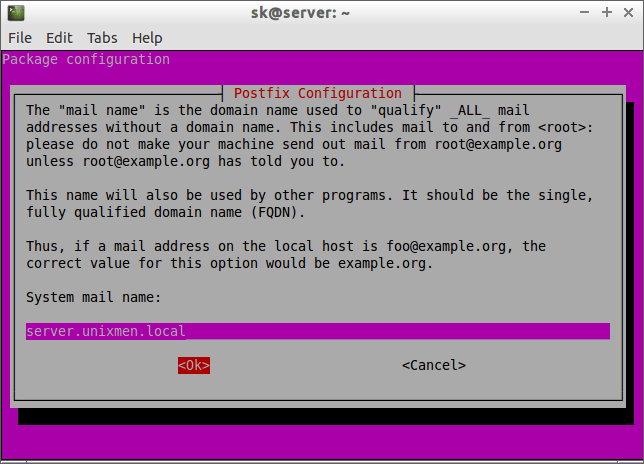 sk@server: ~
File Edit Tabs Help
Package configuration
Postfix Configuration
The "mail name" is the domain name used to "qualify" _ALL_ mail
addresses without a domain name. This includes mail to and from <root>:
please do not make your machine send out mail from root@example.org
unless root@example.org has told you to.
This name will also be used by other programs. It should be the single,
fully qualified domain name (FQDN).
Thus, if a mail address on the local host is foo@example.org, the
correct value for this option would be example.org.
System mail name:
server.unixmen.local
<Ok> <Cancel>